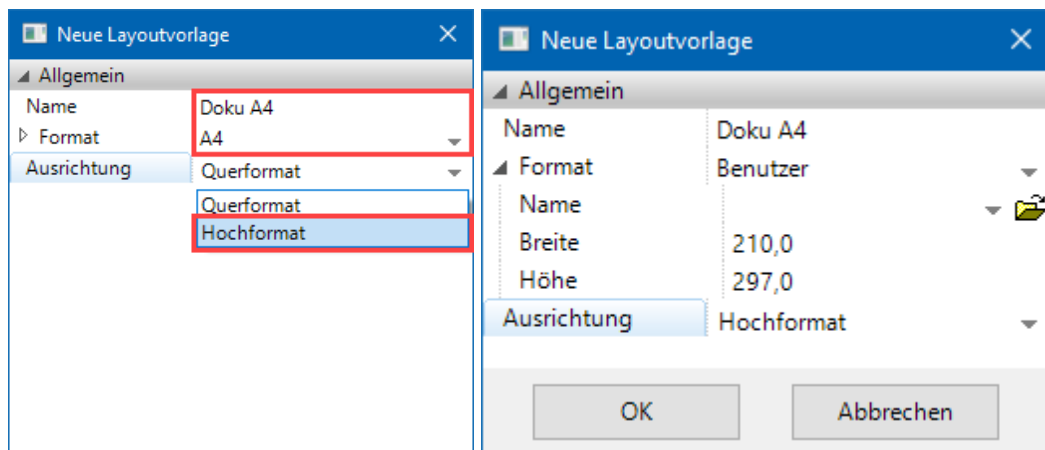 Neue Layoutvorlage
Allgemein
Name Doku A4
Format A4
Ausrichtung Querformat
Querformat
Hochformat
Neue Layoutvorlage
Allgemein
Name Doku A4
Format Benutzer
Name
Breite 210,0
Höhe 297,0
Ausrichtung Hochformat
OK Abbrechen